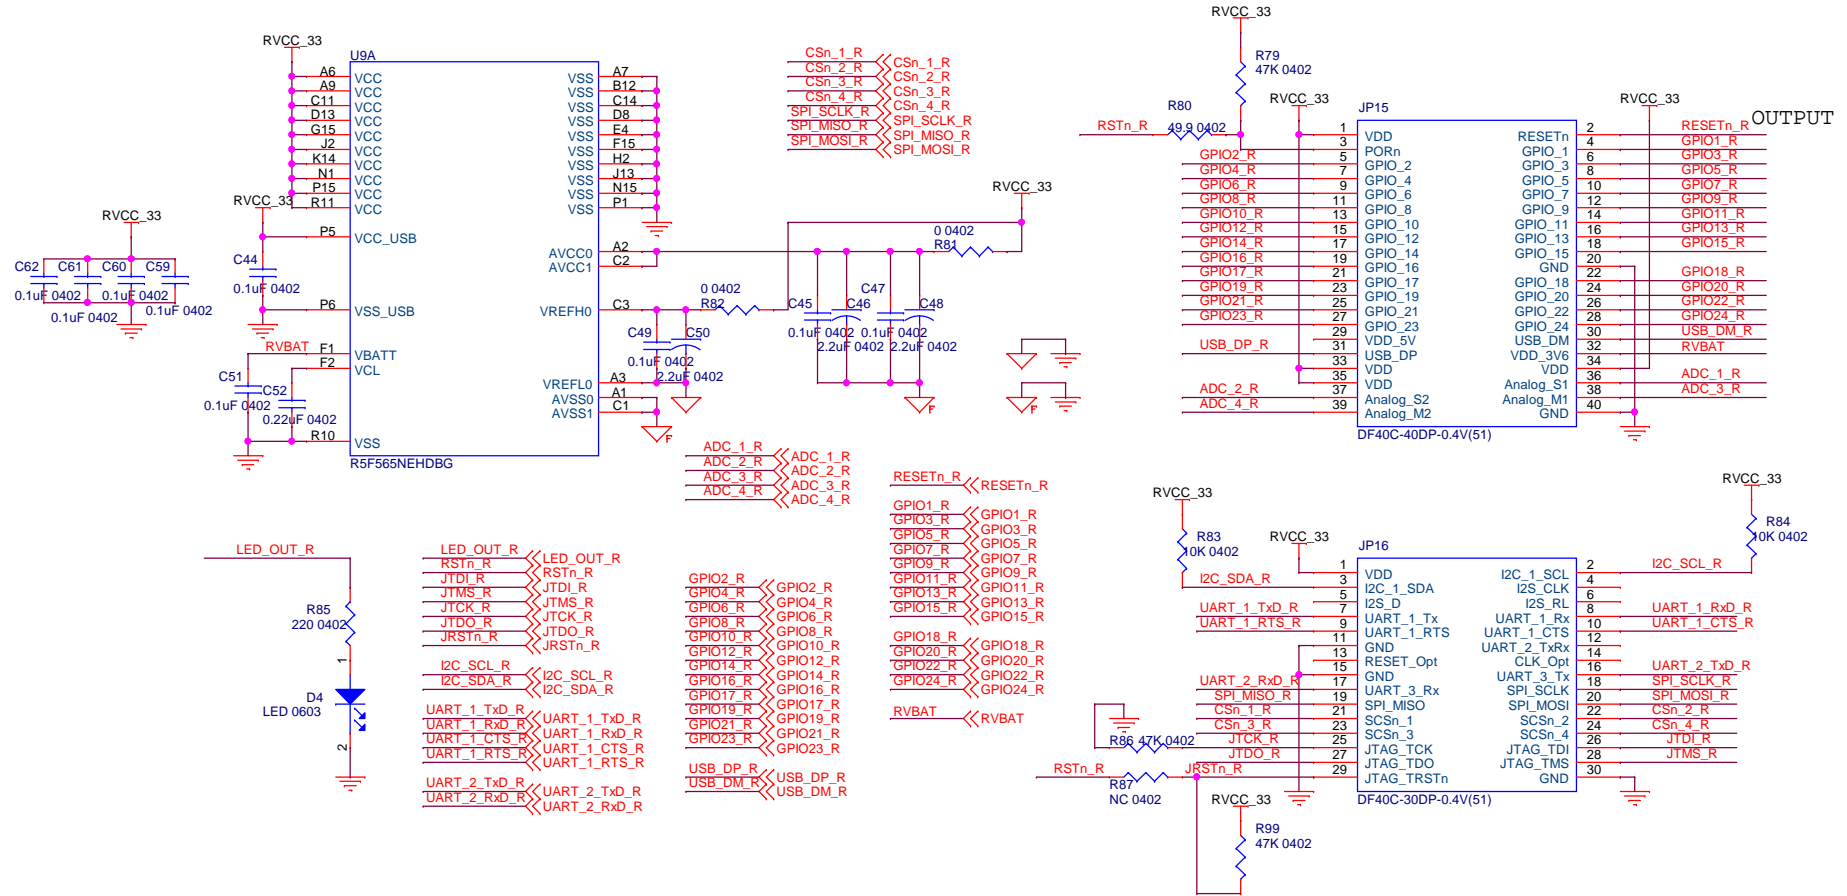 RVCC_33
U9A
A6 VCC VSS A7
A9 VCC VSS B12
C11 VCC VSS C14
D13 VCC VSS D8
G15 VCC VSS E4
J2 VCC VSS F15
K14 VCC VSS H2
N1 VCC VSS J13
P15 VCC VSS N15
R11 VCC VSS P1
RVCC_33
P5 VCC_USB
AVCC0 A2
AVCC1 C2
P6 VSS_USB
VREFH0 C3
RVBAT F1 VBATT
F2 VCL
VREFL0 A3
AVSS0 A1
AVSS1 C1
R10 VSS
R5F565NEHDBG
RVCC_33
C62 C61 C60 C59
0.1uF 0402 0.1uF 0402
0.1uF 0402 0.1uF 0402
C44
0.1uF 0402
C51
0.1uF 0402
C52
0.22uF 0402
RVCC_33
0 0402
R81
0 0402
R82
C45 C46 C47 C48
0.1uF 0402 0.1uF 0402
2.2uF 0402 2.2uF 0402
C49 C50
0.1uF 0402
2.2uF 0402
F
F
F
F
CSn_1_R CSn_1_R
CSn_2_R CSn_2_R
CSn_3_R CSn_3_R
CSn_4_R CSn_4_R
SPI_SCLK_R SPI_SCLK_R
SPI_MISO_R SPI_MISO_R
SPI_MOSI_R SPI_MOSI_R
ADC_1_R ADC_1_R
ADC_2_R ADC_2_R
ADC_3_R ADC_3_R
ADC_4_R ADC_4_R
RESETn_R RESETn_R
GPIO1_R GPIO1_R
GPIO3_R GPIO3_R
GPIO5_R GPIO5_R
GPIO7_R GPIO7_R
GPIO9_R GPIO9_R
GPIO11_R GPIO11_R
GPIO13_R GPIO13_R
GPIO15_R GPIO15_R
GPIO18_R GPIO18_R
GPIO20_R GPIO20_R
GPIO22_R GPIO22_R
GPIO24_R GPIO24_R
RVBAT RVBAT
LED_OUT_R
R85
220 0402
1
D4
LED 0603
2
LED_OUT_R LED_OUT_R
RSTn_R RSTn_R
JTDI_R JTDI_R
JTMS_R JTMS_R
JTCK_R JTCK_R
JTDO_R JTDO_R
JRSTn_R JRSTn_R
I2C_SCL_R I2C_SCL_R
I2C_SDA_R I2C_SDA_R
UART_1_TxD_R UART_1_TxD_R
UART_1_RxD_R UART_1_RxD_R
UART_1_CTS_R UART_1_CTS_R
UART_1_RTS_R UART_1_RTS_R
UART_2_TxD_R UART_2_TxD_R
UART_2_RxD_R UART_2_RxD_R
GPIO2_R GPIO2_R
GPIO4_R GPIO4_R
GPIO6_R GPIO6_R
GPIO8_R GPIO8_R
GPIO10_R GPIO10_R
GPIO12_R GPIO12_R
GPIO14_R GPIO14_R
GPIO16_R GPIO16_R
GPIO17_R GPIO17_R
GPIO19_R GPIO19_R
GPIO21_R GPIO21_R
GPIO23_R GPIO23_R
USB_DP_R USB_DP_R
USB_DM_R USB_DM_R
RVCC_33
R79
47K 0402
R80
RSTn_R 49.9 0402
RVCC_33
JP15
RVCC_33
OUTPUT
1 VDD RESETn 2 RESETn_R
3 PORn GPIO_1 4 GPIO1_R
GPIO2_R 5 GPIO_2 GPIO_3 6 GPIO3_R
GPIO4_R 7 GPIO_4 GPIO_5 8 GPIO5_R
GPIO6_R 9 GPIO_6 GPIO_7 10 GPIO7_R
GPIO8_R 11 GPIO_8 GPIO_9 12 GPIO9_R
GPIO10_R 13 GPIO_10 GPIO_11 14 GPIO11_R
GPIO12_R 15 GPIO_12 GPIO_13 16 GPIO13_R
GPIO14_R 17 GPIO_14 GPIO_15 18 GPIO15_R
GPIO16_R 19 GPIO_16 GND 20
GPIO17_R 21 GPIO_17 GPIO_18 22 GPIO18_R
GPIO19_R 23 GPIO_19 GPIO_20 24 GPIO20_R
GPIO21_R 25 GPIO_21 GPIO_22 26 GPIO22_R
GPIO23_R 27 GPIO_23 GPIO_24 28 GPIO24_R
29 VDD_5V USB_DM 30 USB_DM_R
USB_DP_R 31 USB_DP VDD_3V6 32 RVBAT
33 VDD VDD 34
35 VDD Analog_S1 36 ADC_1_R
ADC_2_R 37 Analog_S2 Analog_M1 38 ADC_3_R
ADC_4_R 39 Analog_M2 GND 40
DF40C-40DP-0.4V(51)
RVCC_33
R83
10K 0402
RVCC_33
JP16
RVCC_33
R84
10K 0402
1 VDD I2C_1_SCL 2 I2C_SCL_R
I2C_SDA_R 3 I2C_1_SDA I2S_CLK 4
5 I2S_D I2S_RL 6
UART_1_TxD_R 7 UART_1_Tx UART_1_Rx 8 UART_1_RxD_R
UART_1_RTS_R 9 UART_1_RTS UART_1_CTS 10 UART_1_CTS_R
11 GND UART_2_TxRx 12
13 RESET_Opt CLK_Opt 14
15 GND UART_3_Tx 16 UART_2_TxD_R
UART_2_RxD_R 17 UART_3_Rx SPI_SCLK 18 SPI_SCLK_R
SPI_MISO_R 19 SPI_MISO SPI_MOSI 20 SPI_MOSI_R
CSn_1_R 21 SCSn_1 SCSn_2 22 CSn_2_R
CSn_3_R 23 SCSn_3 SCSn_4 24 CSn_4_R
R86 47K 0402 JTCK_R 25 JTAG_TCK JTAG_TDI 26 JTDI_R
JTDO_R 27 JTAG_TDO JTAG_TMS 28 JTMS_R
RSTn_R JRSTn_R 29 JTAG_TRSTn GND 30
R87
NC 0402
DF40C-30DP-0.4V(51)
RVCC_33
R99
47K 0402